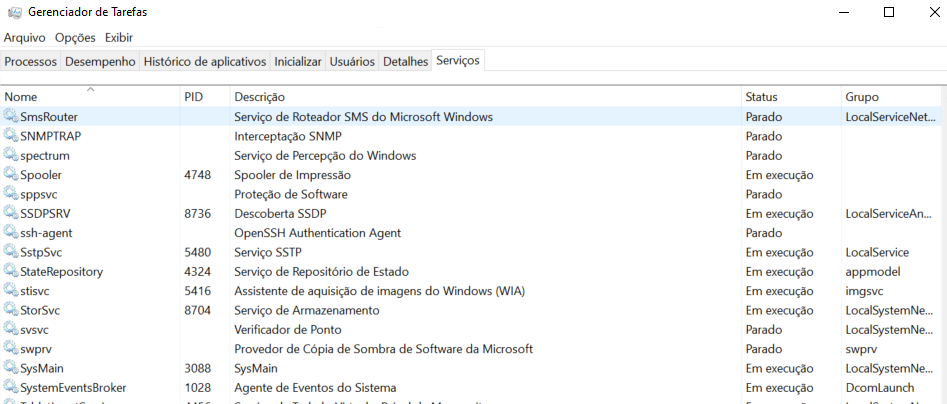 Gerenciador de Tarefas
Arquivo Opções Exibir
Processos Desempenho Histórico de aplicativos Inicializar Usuários Detalhes Serviços
Nome PID Descrição Status Grupo
SmsRouter Serviço de Roteador SMS do Microsoft Windows Parado LocalServiceNet...
SNMPTRAP Interceptação SNMP Parado
spectrum Serviço de Percepção do Windows Parado
Spooler 4748 Spooler de Impressão Em execução
sppsvc Proteção de Software Parado
SSDPSRV 8736 Descoberta SSDP Em execução LocalServiceAn...
ssh-agent OpenSSH Authentication Agent Parado
SstpSvc 5480 Serviço SSTP Em execução LocalService
StateRepository 4324 Serviço de Repositório de Estado Em execução appmodel
stisvc 5416 Assistente de aquisição de imagens do Windows (WIA) Em execução imgsvc
StorSvc 8704 Serviço de Armazenamento Em execução LocalSystemNe...
svsvc Verificador de Ponto Parado LocalSystemNe...
swprv Provedor de Cópia de Sombra de Software da Microsoft Parado swprv
SysMain 3088 SysMain Em execução LocalSystemNe...
SystemEventsBroker 1028 Agente de Eventos do Sistema Em execução DcomLaunch